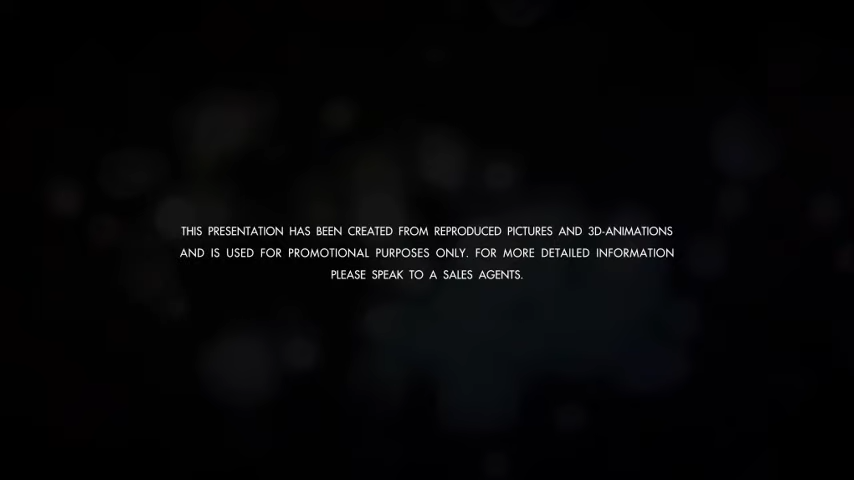 THIS PRESENTATION HAS BEEN CREATED FROM REPRODUCED PICTURES AND 3D-ANIMATIONS
AND IS USED FOR PROMOTIONAL PURPOSES ONLY. FOR MORE DETAILED INFORMATION
PLEASE SPEAK TO A SALES AGENTS.